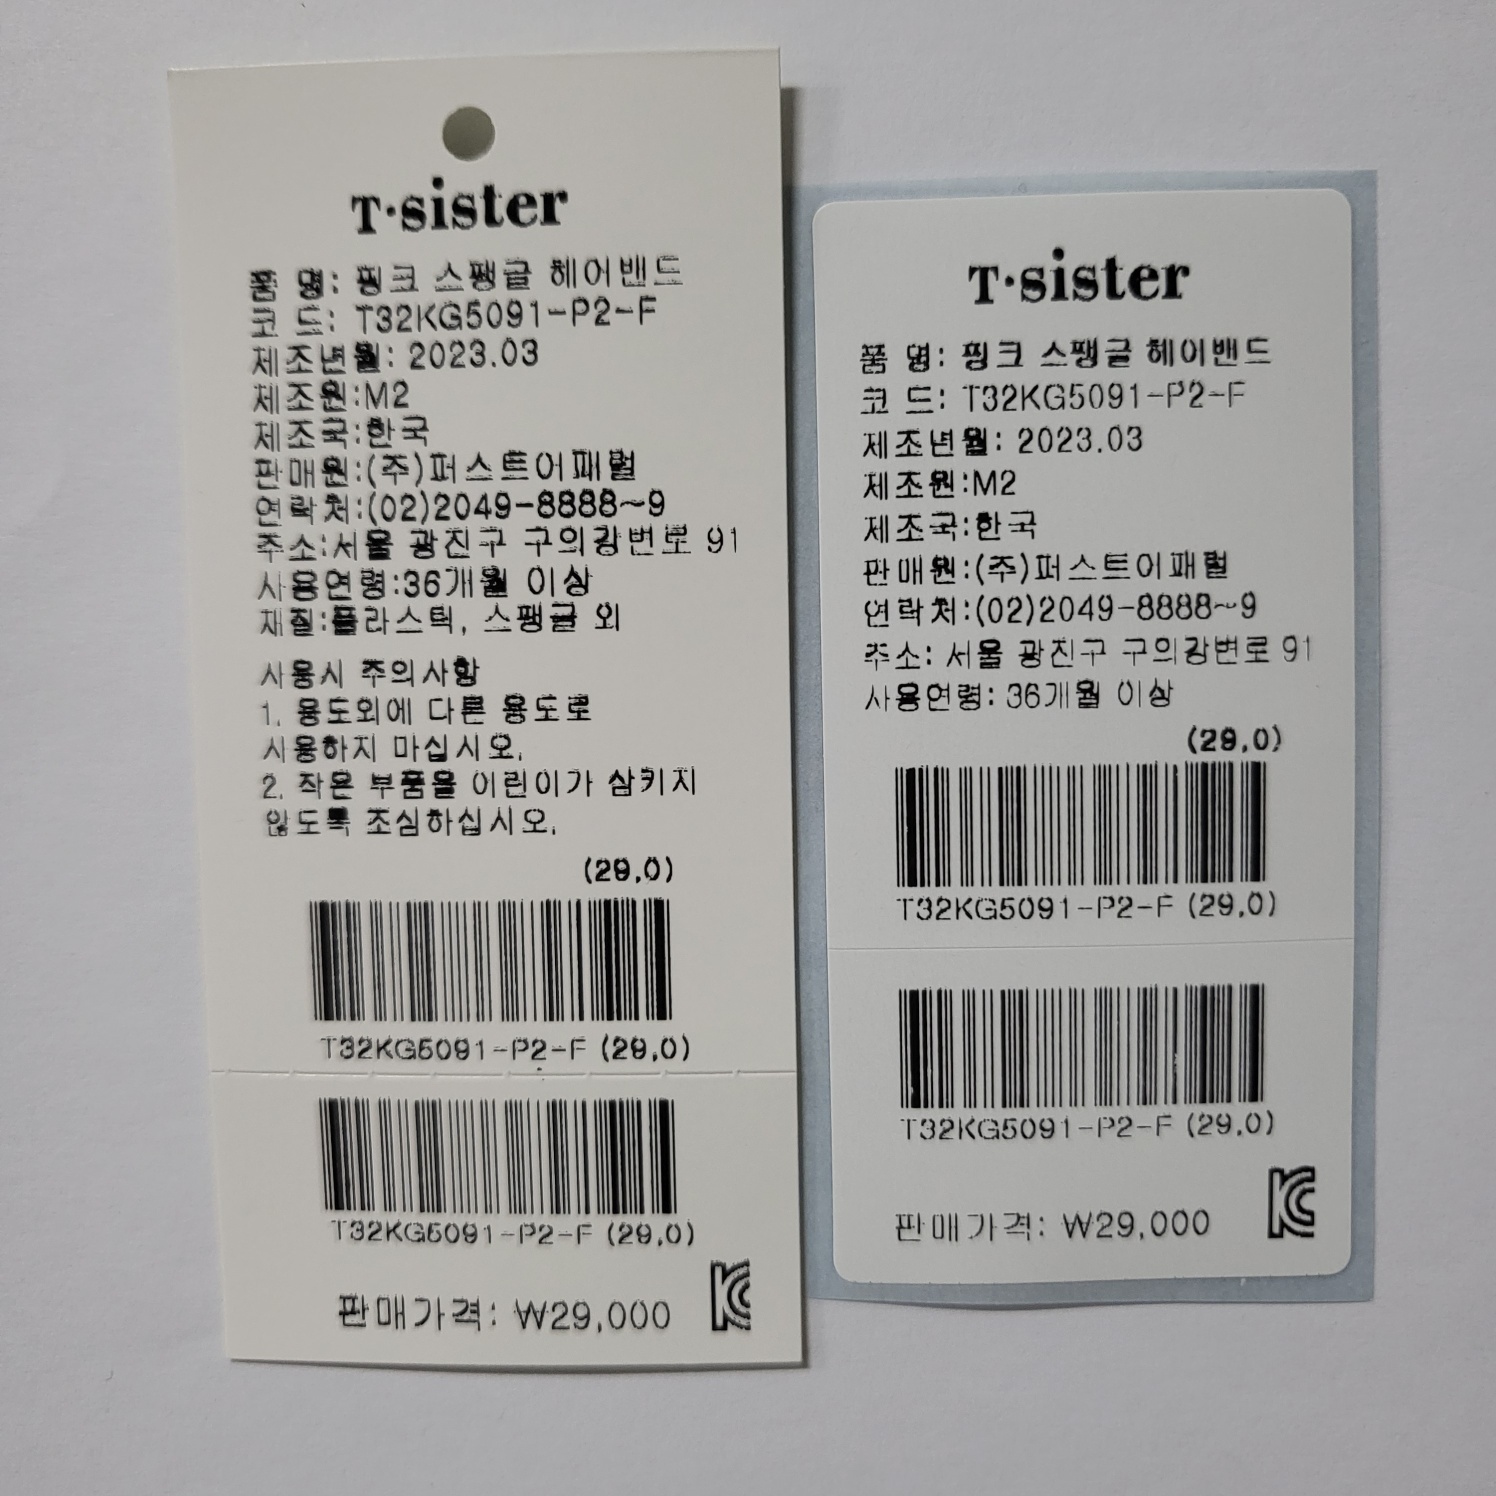 T·sister
품 명: 핑크 스팽글 헤어밴드
코 드: T32KG5091-P2-F
제조년월: 2023.03
제조원:M2
제조국:한국
판매원:(주)퍼스트어패럴
연락처:(02)2049-8888~9
주소:서울 광진구 구의강변로 91
사용연령:36개월 이상
재질:플라스틱, 스팽글 외
사용시 주의사항
1. 용도외에 다른 용도로
사용하지 마십시오.
2. 작은 부품을 어린이가 삼키지
않도록 조심하십시오.
(29.0)
T32KG5091-P2-F (29.0)
T32KG5091-P2-F (29.0)
판매가격: ₩29,000
KC
T·sister
품 명: 핑크 스팽글 헤어밴드
코 드: T32KG5091-P2-F
제조년월: 2023.03
제조원:M2
제조국:한국
판매원:(주)퍼스트어패럴
연락처:(02)2049-8888~9
주소: 서울 광진구 구의강변로 91
사용연령: 36개월 이상
(29.0)
T32KG5091-P2-F (29.0)
T32KG5091-P2-F (29.0)
판매가격: ₩29,000
KC